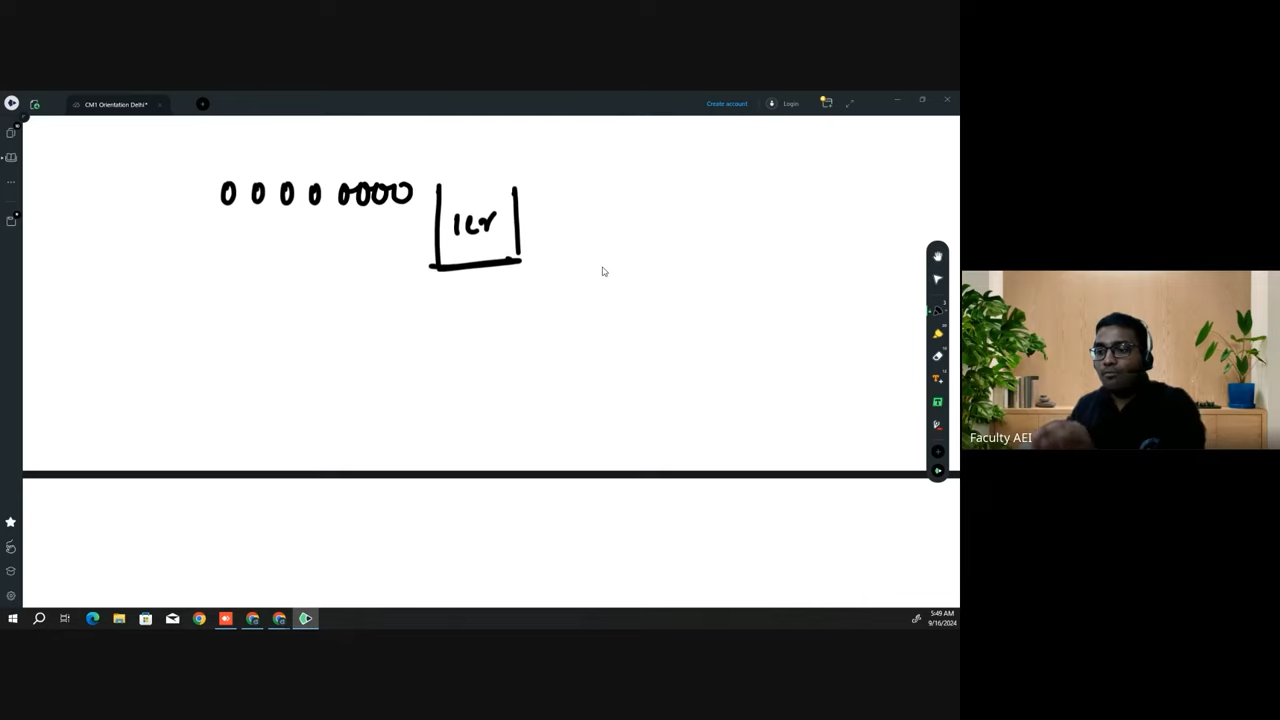 CM1 Orientation Delhi*
Create account
Login
0 0 0 0 0000
1Lr
Faculty AEI
5:49 AM
9/16/2024